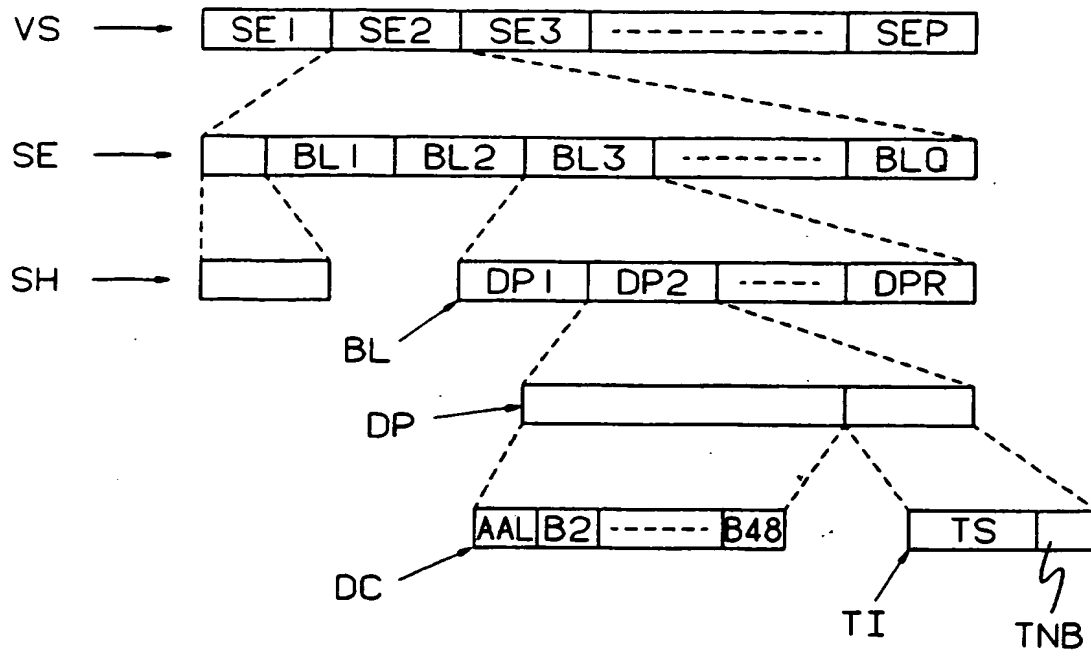 VS SE1 SE2 SE3 SEP
SE BL1 BL2 BL3 BLQ
SH DP1 DP2 DPR
BL
DP
AAL B2 B48 TS
DC
TI TNB